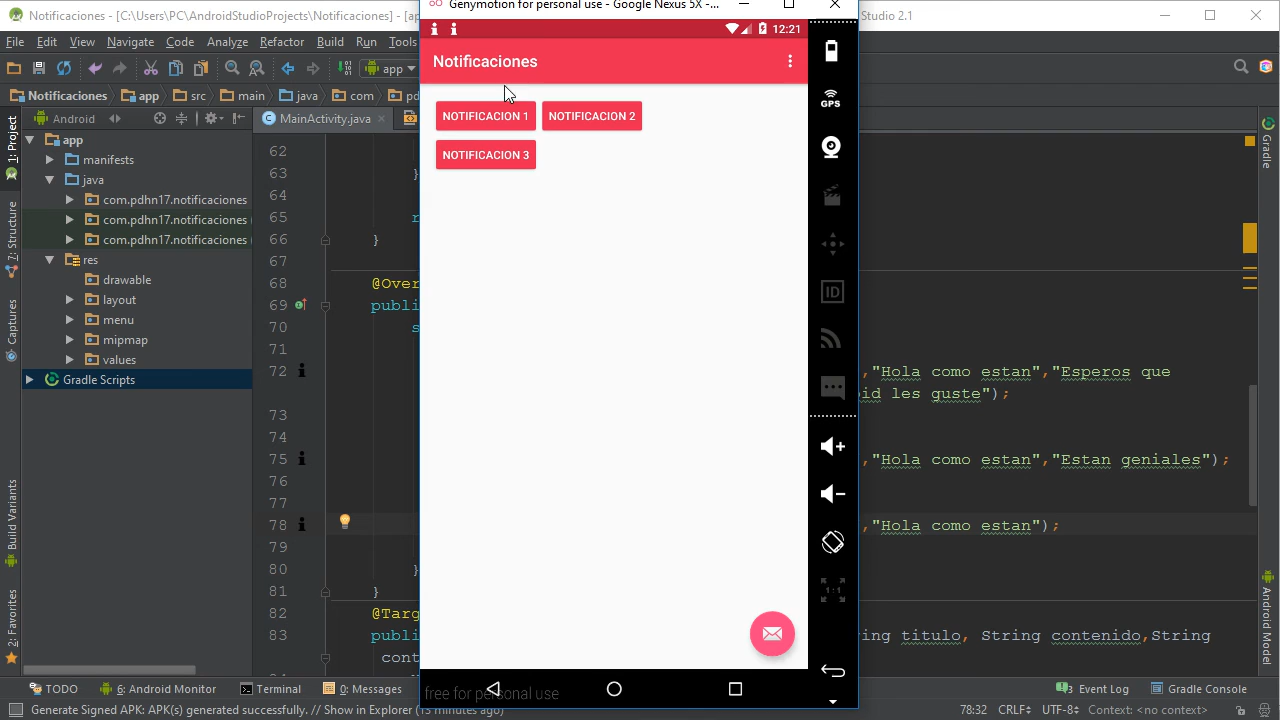 Notificaciones - [C:\Users\PC\AndroidStudioProjects\Notificaciones] - [ap
Genymotion for personal use - Google Nexus 5X -...
Studio 2.1
File Edit View Navigate Code Analyze Refactor Build Run Tools
12:21
Notificaciones
app
Notificaciones app src main java com pd
GPS
1: Project
Android
MainActivity.java
Gradle
NOTIFICACION 1 NOTIFICACION 2
NOTIFICACION 3
app
manifests
java
com.pdhn17.notificaciones
com.pdhn17.notificaciones (
com.pdhn17.notificaciones (
res
drawable
layout
menu
mipmap
values
Gradle Scripts
7: Structure
Captures
Build Variants
2: Favorites
62
63 }
64
65 r
66 }
67
68 @Over
69 publi
70 s
71
72 ,"Hola como estan","Esperos que
id les guste");
73
74
75 ,"Hola como estan","Estan geniales");
76
77
78 ,"Hola como estan");
79
80 }
81 }
82 @Targ
83 publi ing titulo, String contenido,String
cont
ID
1:1
Android Model
free for personal use
TODO 6: Android Monitor Terminal 0: Messages Event Log Gradle Console
Generate Signed APK: APK(s) generated successfully. // Show in Explorer (13 minutes ago) 78:32 CRLF÷ UTF-8÷ Context: <no context>